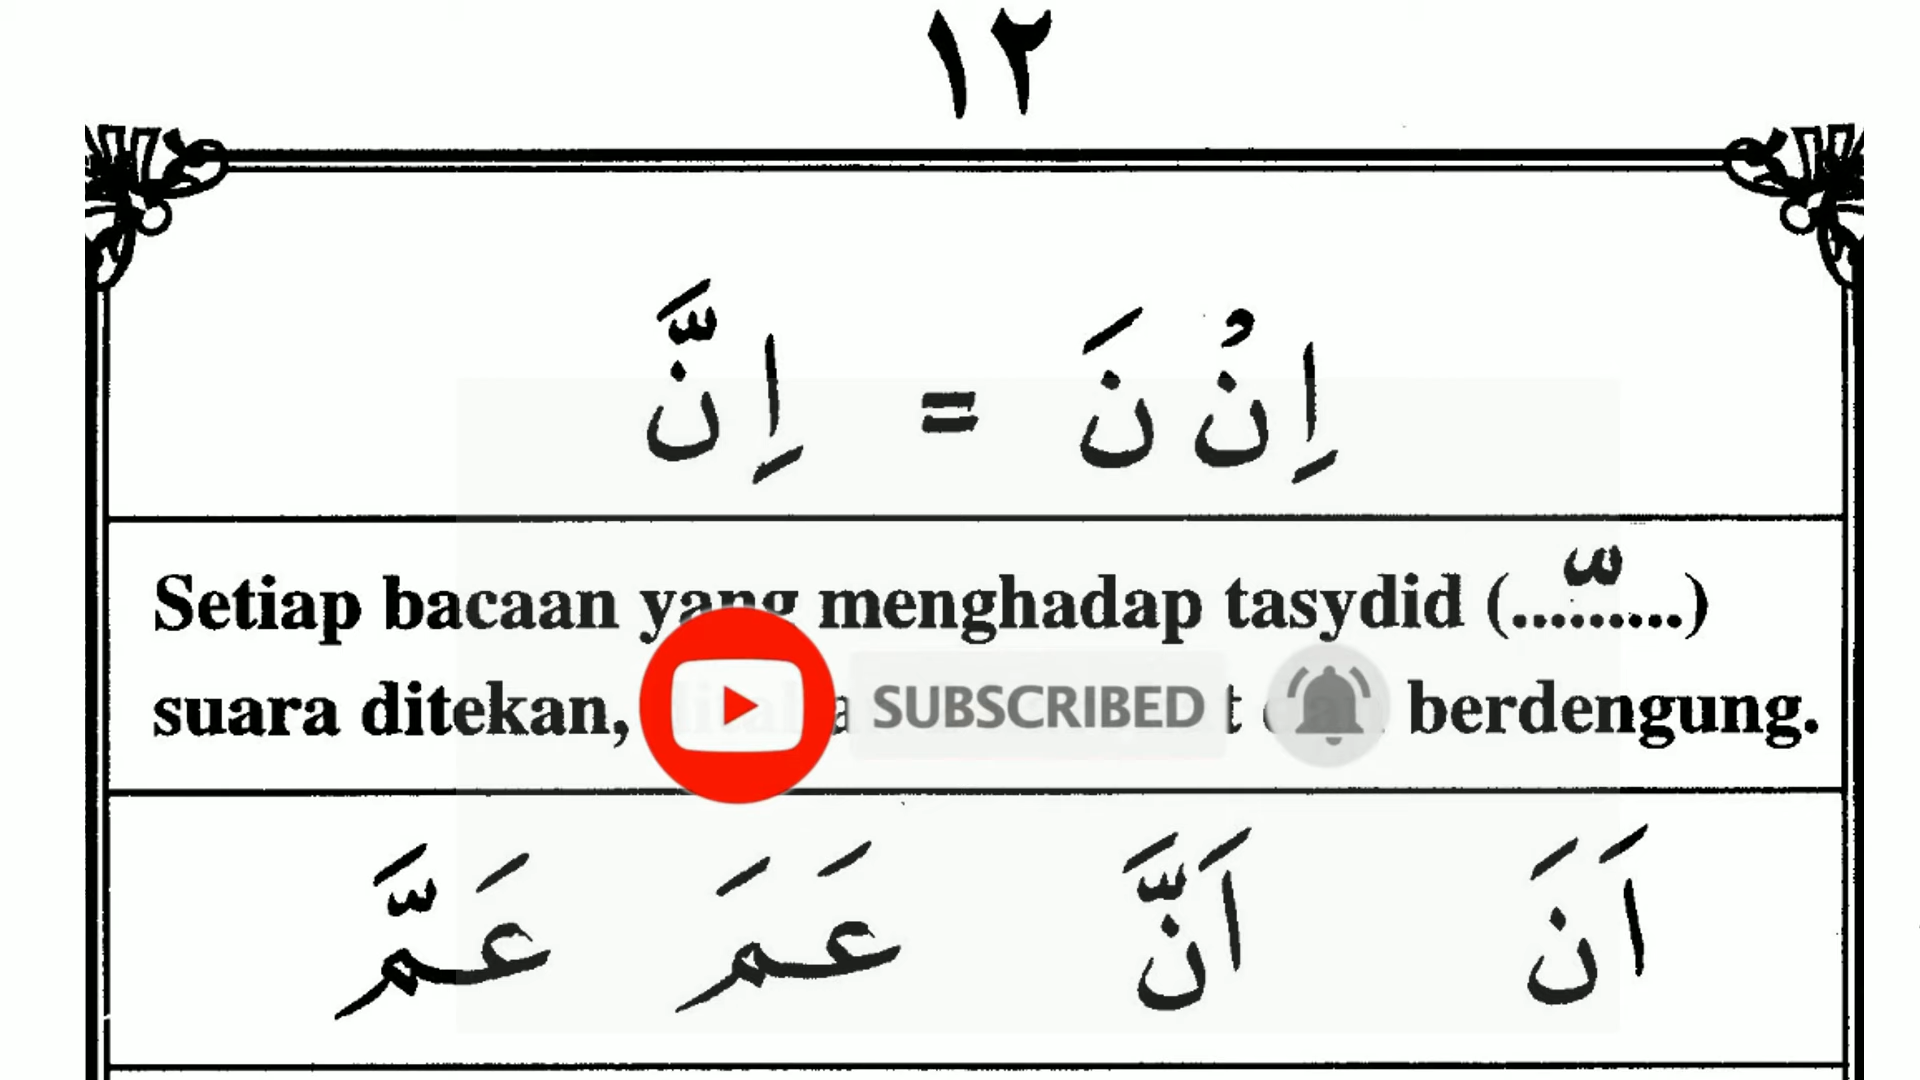 ١٢
اِنْ نَ = اِنَّ
Setiap bacaan yang menghadap tasydid (....ّ.....)
suara ditekan, berdengung.
SUBSCRIBED
اَنَ اَنَّ عَمَ عَمَّ